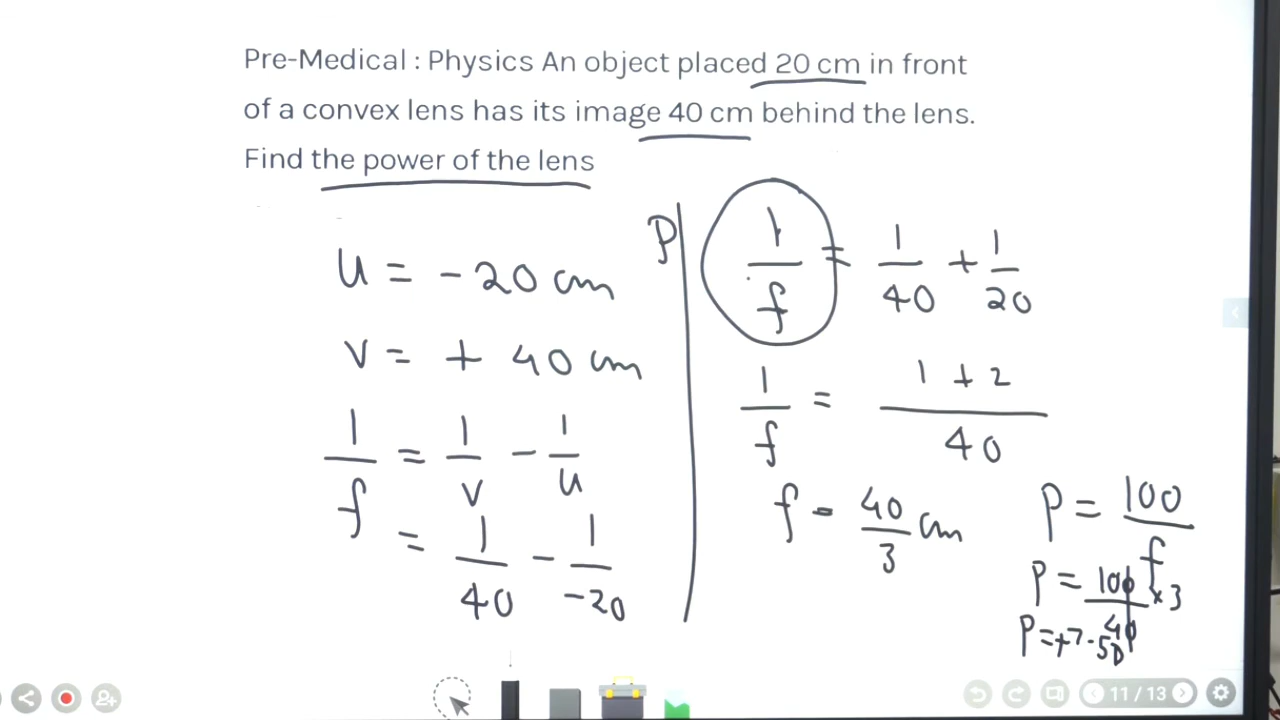 Pre-Medical : Physics An object placed 20 cm in front
of a convex lens has its image 40 cm behind the lens.
Find the power of the lens
u = - 20 cm
v = + 40 cm
1/f = 1/v - 1/u
= 1/40 - 1/-20
P 1/f = 1/40 + 1/20
1/f = 1 + 2/40
f = 40/3 cm
P = 100/f
P = 100 x 3/40
P = +7.5D
11 / 13